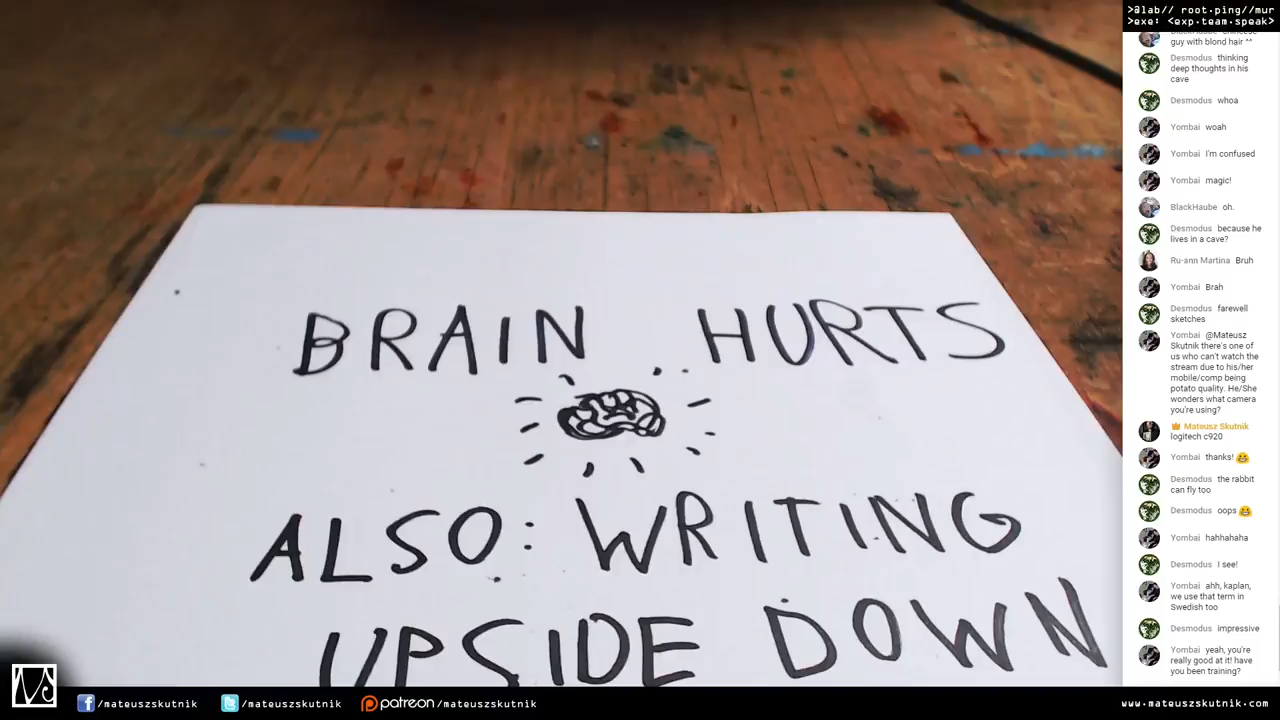 >@lab// root.ping//mur
>exe: <exp.team.speak>
guy with blond hair ^^
Desmodus thinking
deep thoughts in his
cave
Desmodus whoa
Yombai woah
Yombai I'm confused
Yombai magic!
BlackHaube oh.
Desmodus because he
lives in a cave?
Ru-ann Martina Bruh
Yombai Brah
Desmodus farewell
sketches
Yombai @Mateusz
Skutnik there's one of
us who can't watch the
stream due to his/her
mobile/comp being
potato quality. He/She
wonders what camera
you're using?
Mateusz Skutnik
logitech c920
Yombai thanks!
Desmodus the rabbit
can fly too
Desmodus oops
Yombai hahhahaha
Desmodus I see!
Yombai ahh, kaplan,
we use that term in
Swedish too
Desmodus impressive
Yombai yeah, you're
really good at it! have
you been training?
BRAIN HURTS
ALSO: WRITING
UPSIDE DOWN
/mateuszskutnik
/mateuszskutnik
patreon/mateuszskutnik
www.mateuszskutnik.com